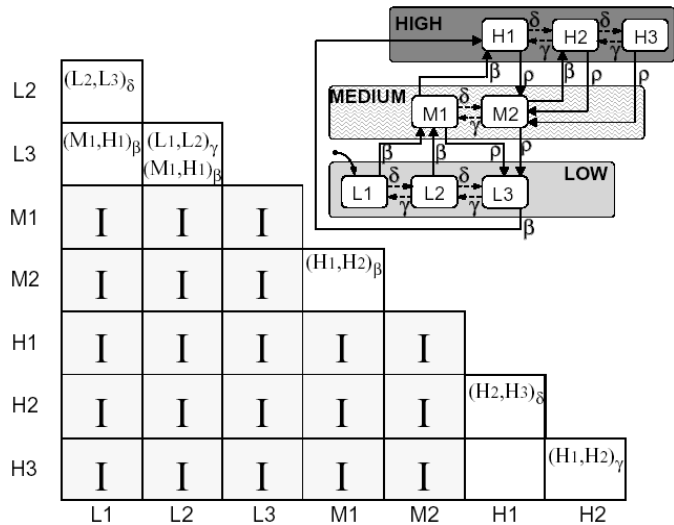 HIGH H1 δ H2 δ H3
γ γ
β ρ β ρ ρ
MEDIUM M1 δ M2
γ
β β ρ ρ
LOW
L1 δ L2 δ L3
γ γ
β
L2 (L2,L3)δ
L3 (M1,H1)β (L1,L2)γ
(M1,H1)β
M1 I I I
M2 I I I (H1,H2)β
H1 I I I I I
H2 I I I I I (H2,H3)δ
H3 I I I I I (H1,H2)γ
L1 L2 L3 M1 M2 H1 H2